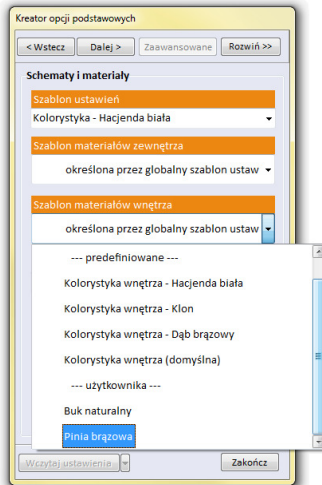 Kreator opcji podstawowych
< Wstecz Dalej > Zaawansowane Rozwiń >>
Schematy i materiały
Szablon ustawień
Kolorystyka - Hacjenda biała
Szablon materiałów zewnętrza
określona przez globalny szablon ustaw
Szablon materiałów wnętrza
określona przez globalny szablon ustaw
--- predefiniowane ---
Kolorystyka wnętrza - Hacjenda biała
Kolorystyka wnętrza - Klon
Kolorystyka wnętrza - Dąb brązowy
Kolorystyka wnętrza (domyślna)
--- użytkownika ---
Buk naturalny
Pinia brązowa
Wczytaj ustawienia Zakończ